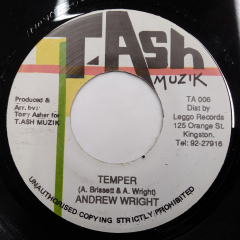 T.Ash
MUZIK
Produced &
Arr. by:
Tony Asher for
T.ASH MUZIK
TA 006
Dist by
Leggo Records
125 Orange St.
Kingston.
Tel: 92-27916
TEMPER
(A. Brissett & A. Wright)
ANDREW WRIGHT
UNAUTHORISED COPYING STRICTLY PROHIBITED